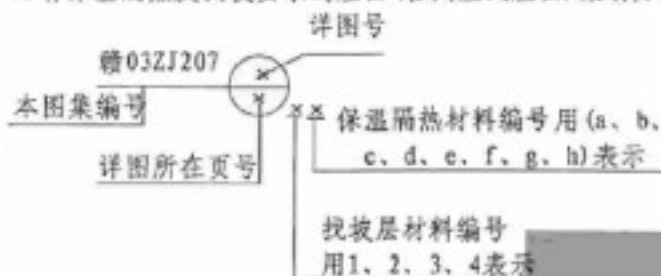 详图号
赣03ZJ207
本图集编号
保温隔热材料编号用(a、b、
c、d、e、f、g、h)表示
详图所在页号
找坡层材料编号
用1、2、3、4表示